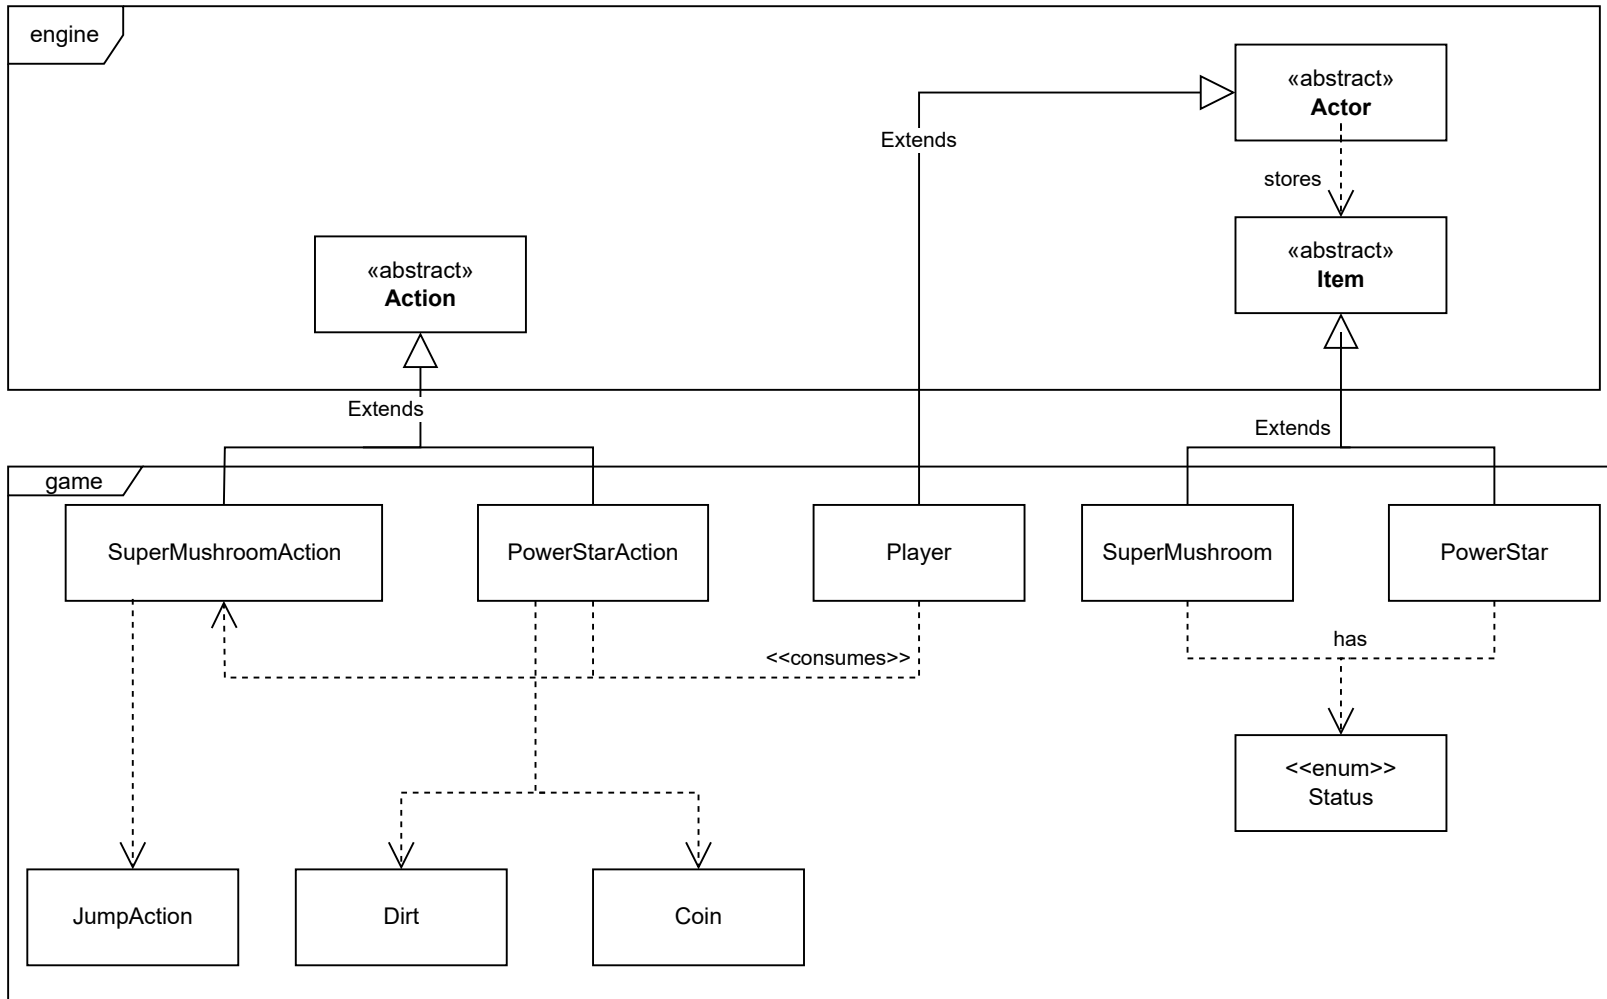 engine
«abstract»
Actor
Extends
stores
«abstract»
Item
«abstract»
Action
Extends
Extends
game
SuperMushroomAction
PowerStarAction
Player
SuperMushroom
PowerStar
has
<<consumes>>
<<enum>>
Status
JumpAction
Dirt
Coin